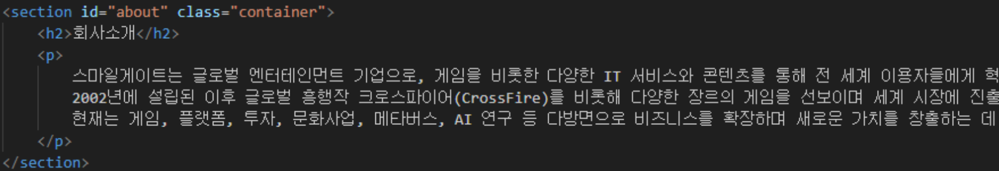 <section id="about" class="container">
<h2>회사소개</h2>
<p>
스마일게이트는 글로벌 엔터테인먼트 기업으로, 게임을 비롯한 다양한 IT 서비스와 콘텐츠를 통해 전 세계 이용자들에게 혁
2002년에 설립된 이후 글로벌 흥행작 크로스파이어(CrossFire)를 비롯해 다양한 장르의 게임을 선보이며 세계 시장에 진출
현재는 게임, 플랫폼, 투자, 문화사업, 메타버스, AI 연구 등 다방면으로 비즈니스를 확장하며 새로운 가치를 창출하는 데
</p>
</section>